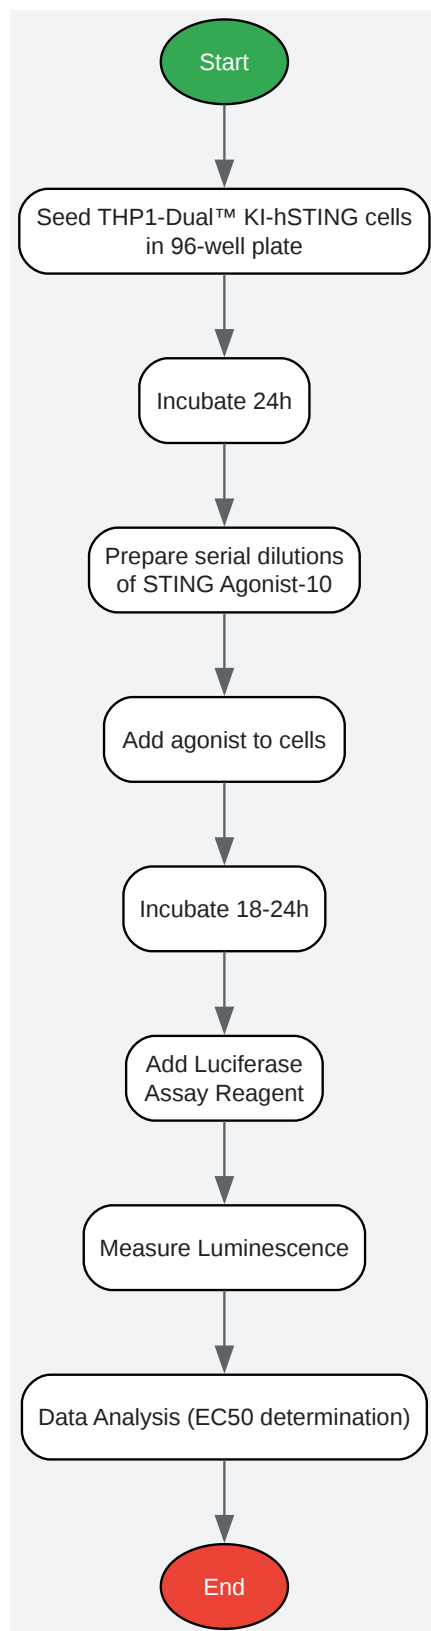 Start
Seed THP1-Dual™ KI-hSTING cells
in 96-well plate
Incubate 24h
Prepare serial dilutions
of STING Agonist-10
Add agonist to cells
Incubate 18-24h
Add Luciferase
Assay Reagent
Measure Luminescence
Data Analysis (EC50 determination)
End